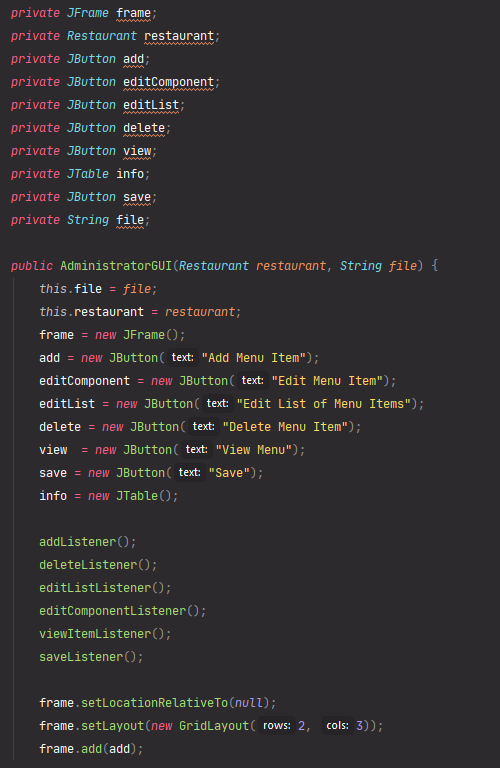 private JFrame frame;
private Restaurant restaurant;
private JButton add;
private JButton editComponent;
private JButton editList;
private JButton delete;
private JButton view;
private JTable info;
private JButton save;
private String file;
public AdministratorGUI(Restaurant restaurant, String file) {
this.file = file;
this.restaurant = restaurant;
frame = new JFrame();
add = new JButton( text: "Add Menu Item");
editComponent = new JButton( text: "Edit Menu Item");
editList = new JButton( text: "Edit List of Menu Items");
delete = new JButton( text: "Delete Menu Item");
view  = new JButton( text: "View Menu");
save = new JButton( text: "Save");
info = new JTable();
addListener();
deleteListener();
editListListener();
editComponentListener();
viewItemListener();
saveListener();
frame.setLocationRelativeTo(null);
frame.setLayout(new GridLayout( rows: 2, cols: 3));
frame.add(add);